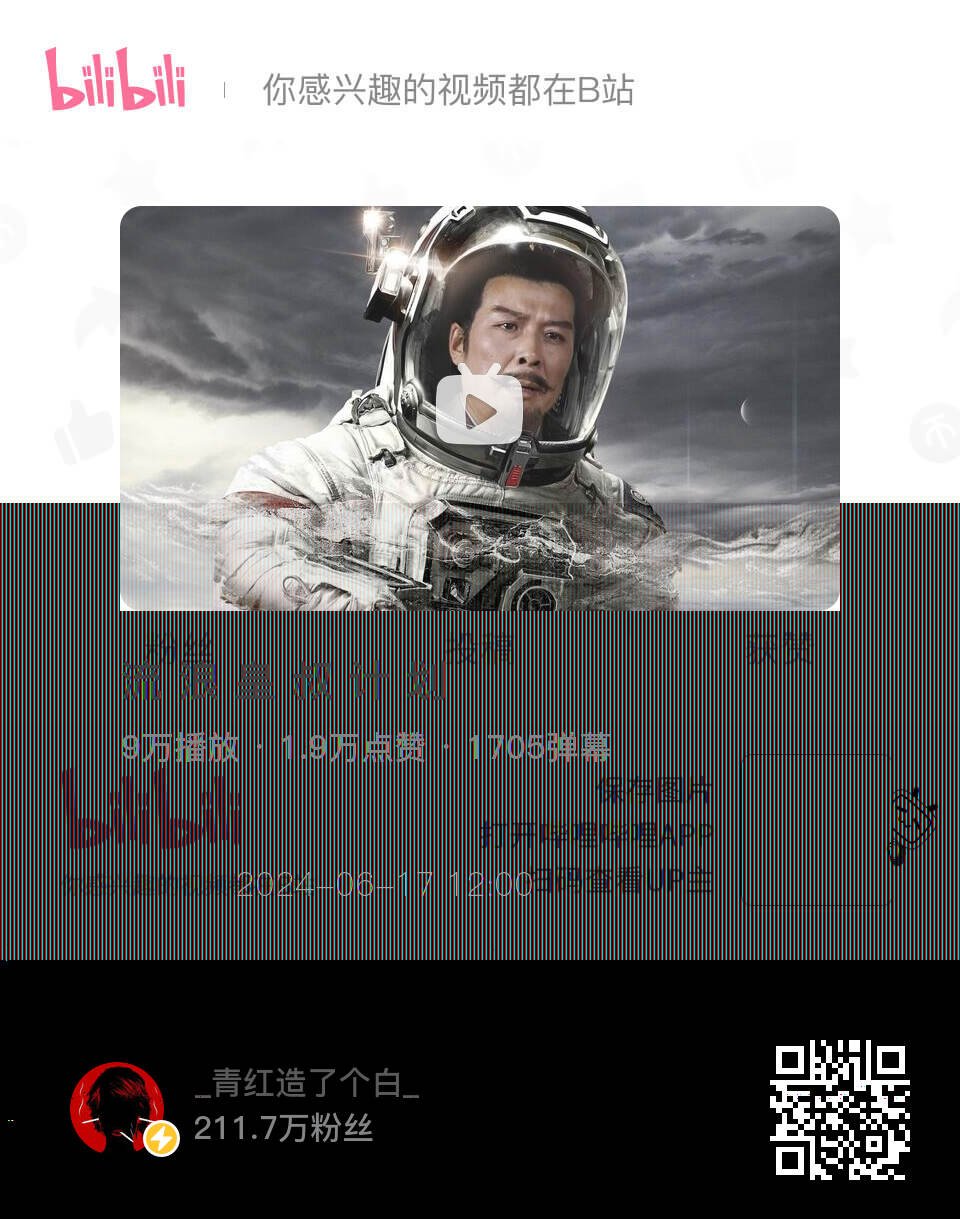 bilibili
你感兴趣的视频都在B站
粉丝
投稿
获赞
流浪皇叔计划
9万播放 · 1.9万点赞 · 1705弹幕
bilibili
保存图片
打开哔哩哔哩APP
扫码查看UP主
你感兴趣的视频
2024-06-17 12:00
_青红造了个白_
211.7万粉丝